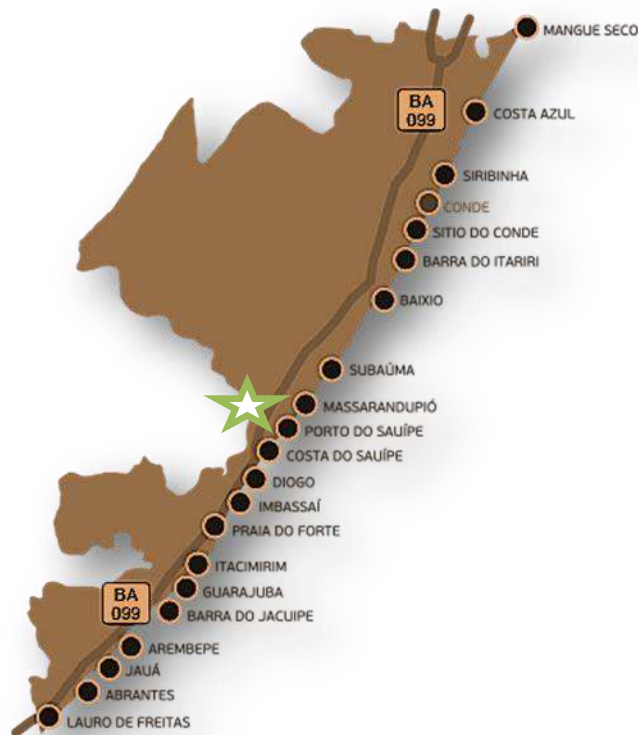 MANGUE SECO
BA
099
COSTA AZUL
SIRIBINHA
CONDE
SITIO DO CONDE
BARRA DO ITARIRI
BAIXIO
SUBAÚMA
MASSARANDUPIÓ
PORTO DO SAUÍPE
COSTA DO SAUÍPE
DIOGO
IMBASSAÍ
PRAIA DO FORTE
ITACIMIRIM
GUARAJUBA
BA
099
BARRA DO JACUIPE
AREMBEPE
JAUÁ
ABRANTES
LAURO DE FREITAS